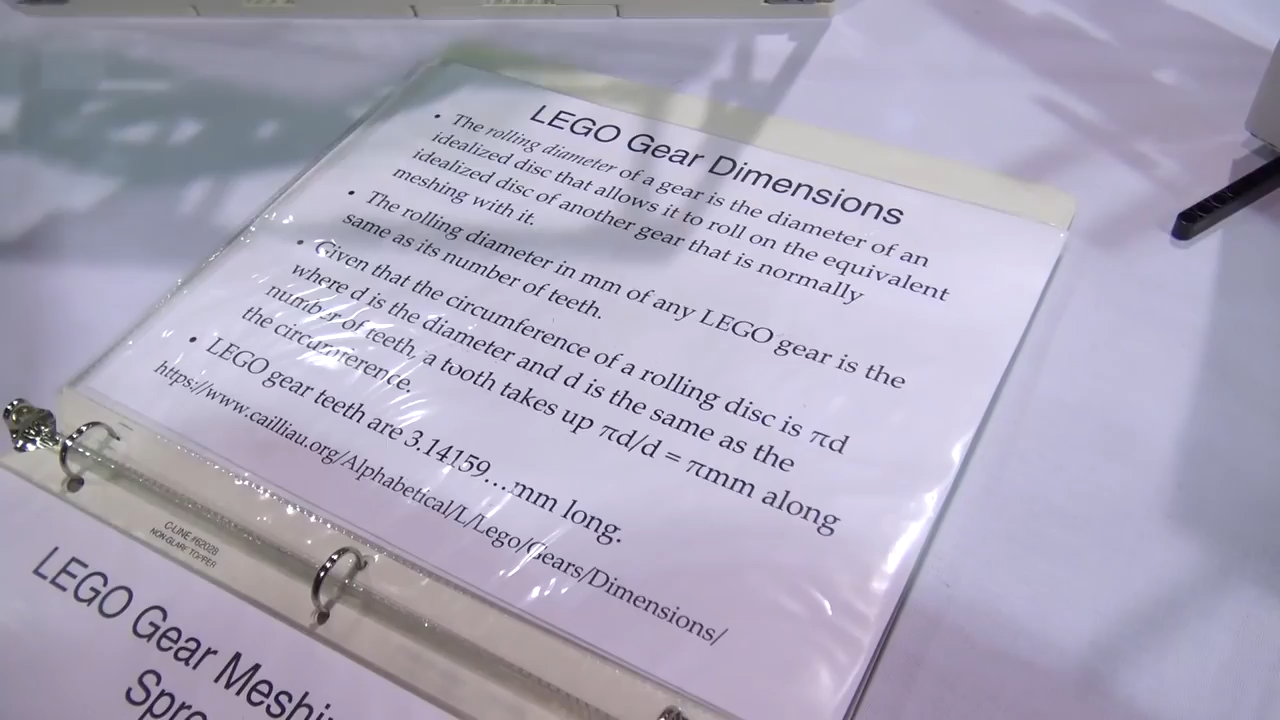 LEGO Gear Dimensions
• The rolling diameter of a gear is the diameter of an
idealized disc that allows it to roll on the equivalent
idealized disc of another gear that is normally
meshing with it.
• The rolling diameter in mm of any LEGO gear is the
same as its number of teeth.
• Given that the circumference of a rolling disc is πd
where d is the diameter and d is the same as the
number of teeth, a tooth takes up πd/d = πmm along
the circumference.
• LEGO gear teeth are 3.14159…mm long.
https://www.cailliau.org/Alphabetical/L/Lego/Gears/Dimensions/
C-LINE #62028
NON-GLARE TOPPER
LEGO Gear Meshin
Spre